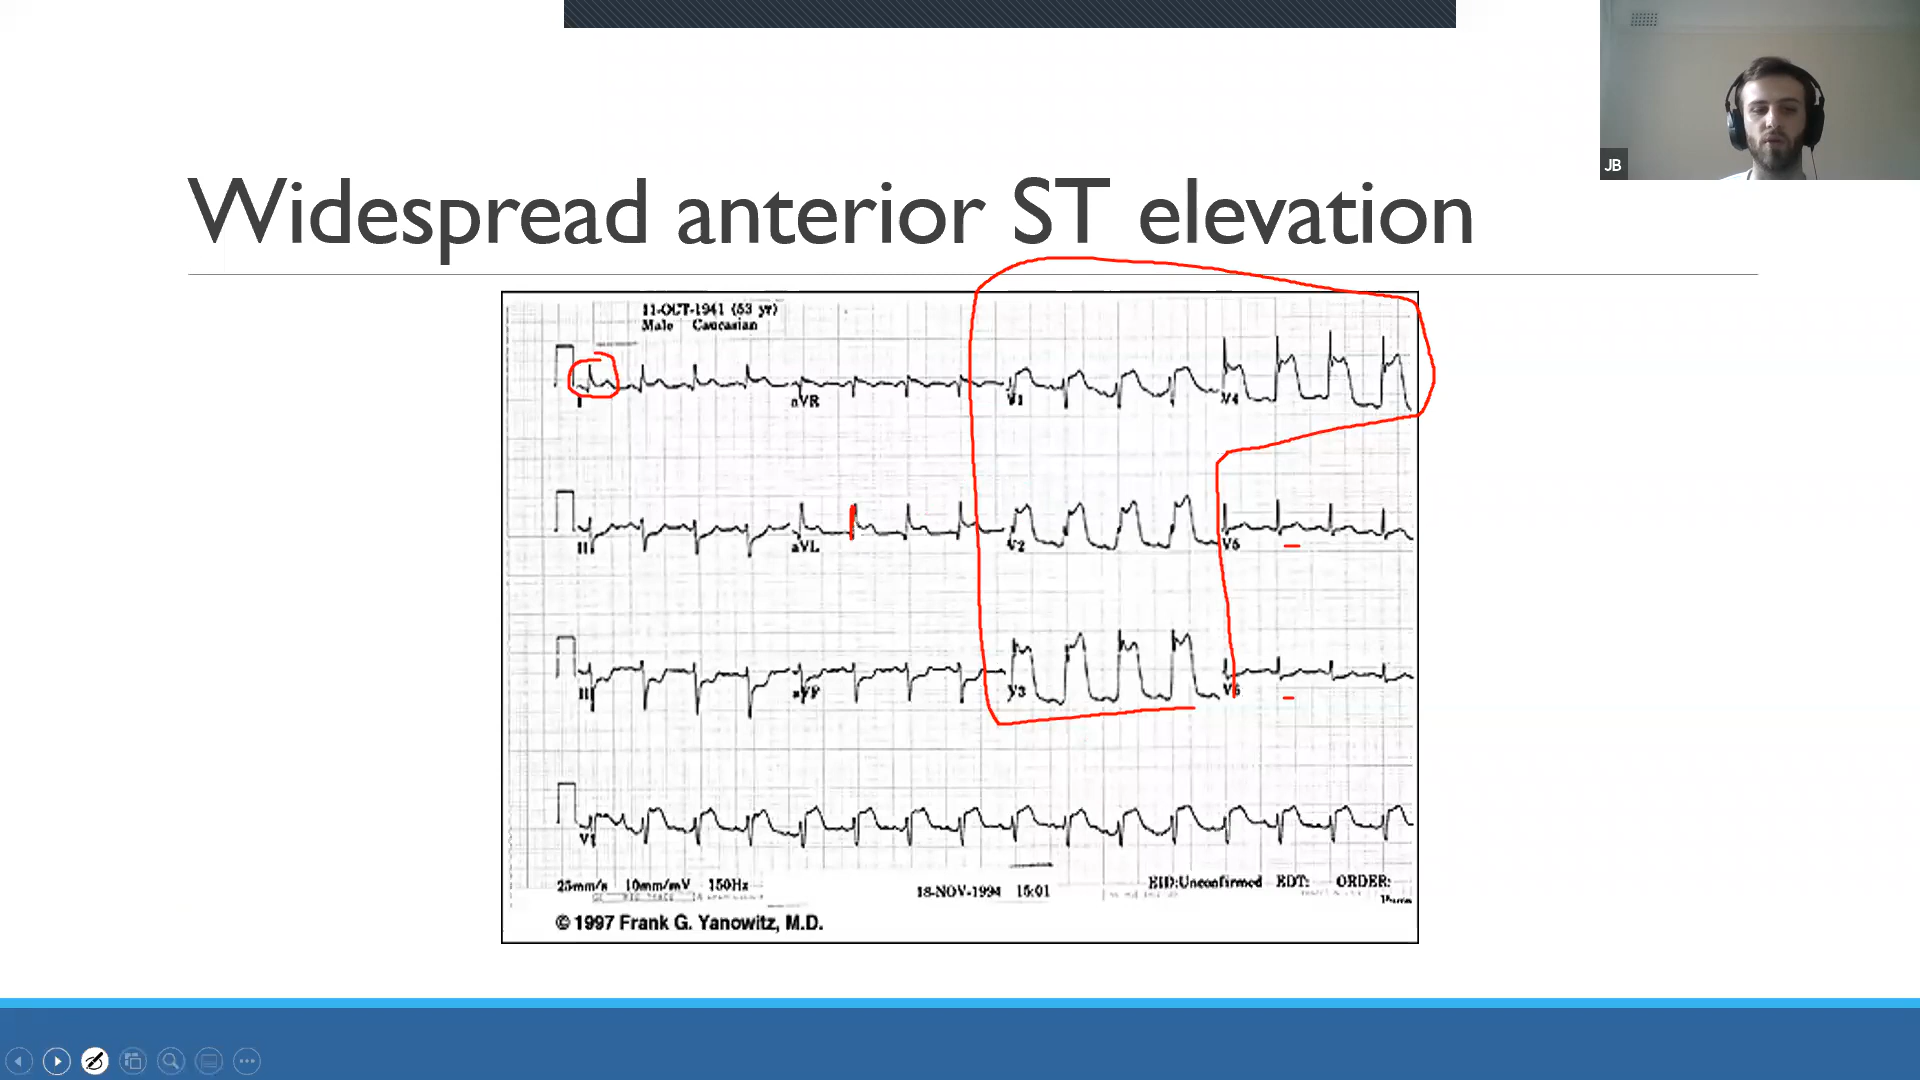 JB
Widespread anterior ST elevation
11-OCT-1941 (53 yr)
Male Caucasian
I aVR V1 V4
II aVL V2 V5
III aVF V3 V6
V1
25mm/s 10mm/mV 150Hz
18-NOV-1994 15:01
EID:Unconfirmed EDT: ORDER:
© 1997 Frank G. Yanowitz, M.D.